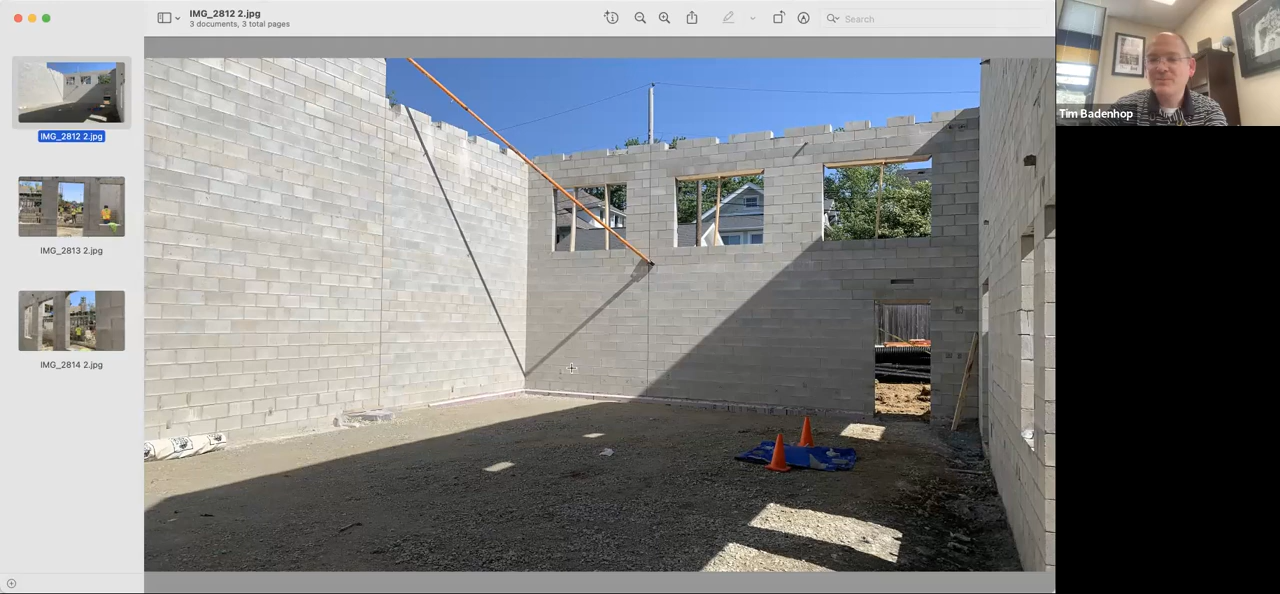 IMG_2812 2.jpg
3 documents, 3 total pages
Search
IMG_2812 2.jpg
IMG_2813 2.jpg
IMG_2814 2.jpg
Tim Badenhop